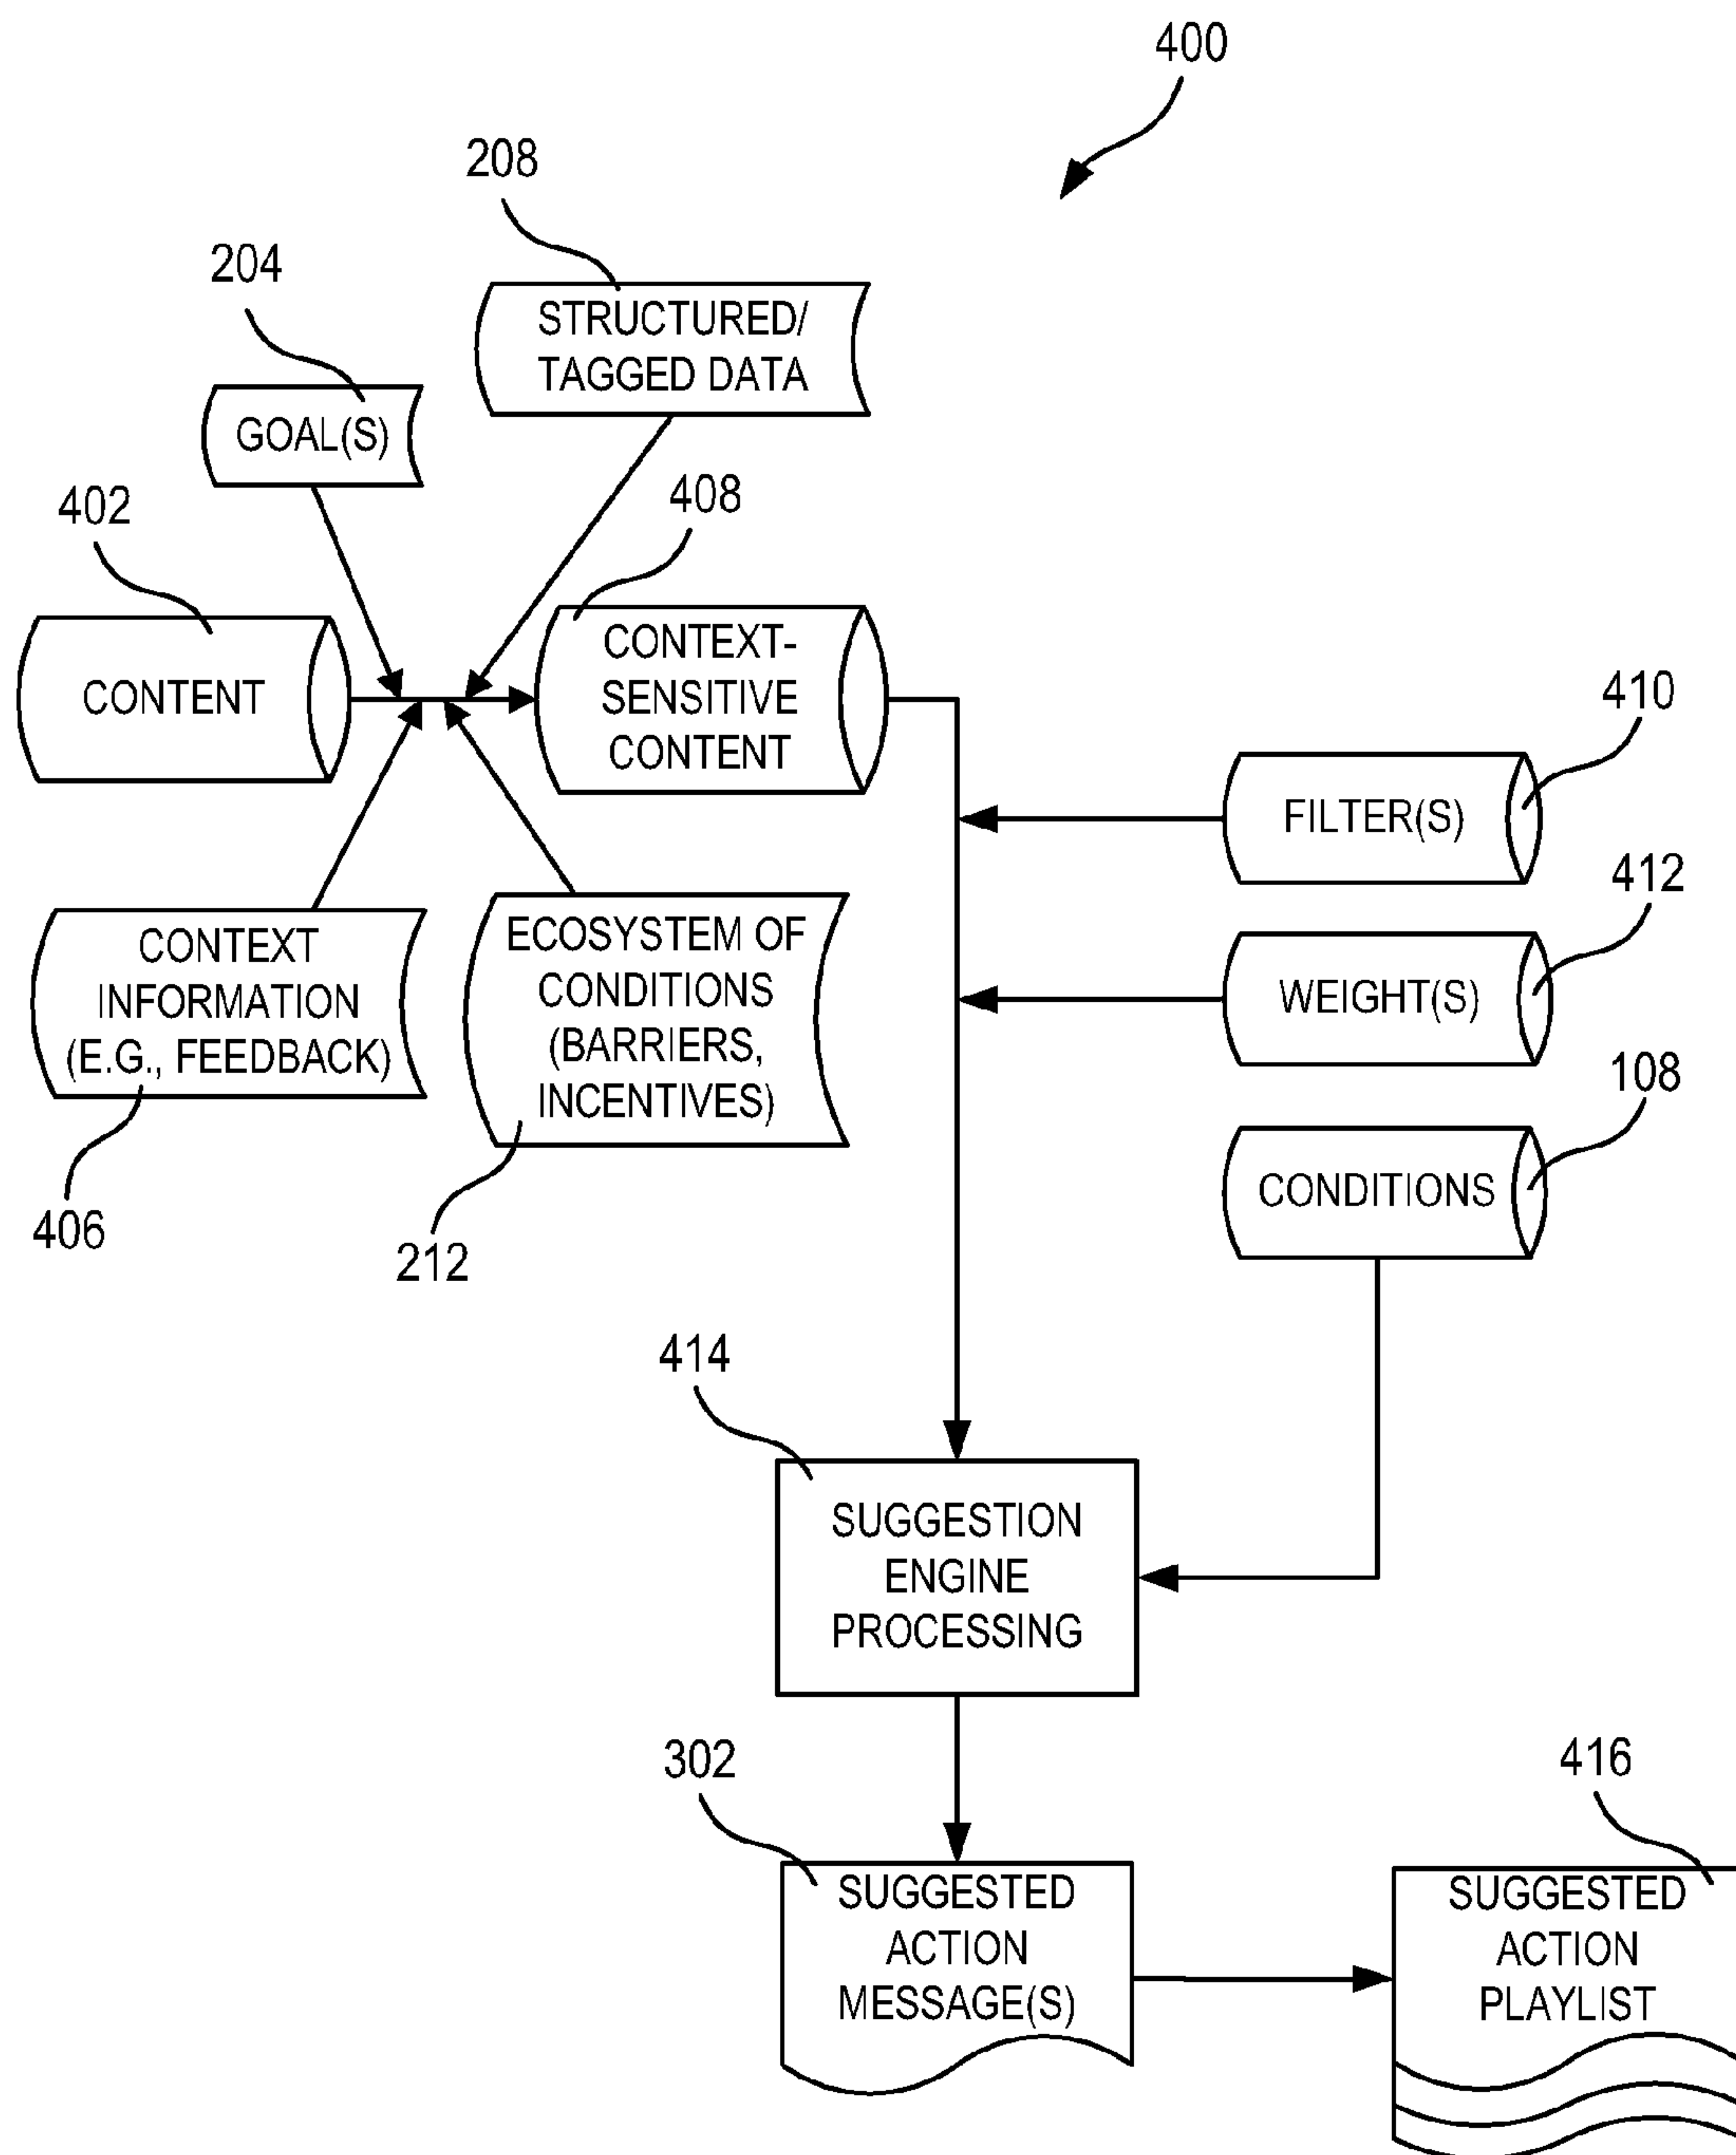 400
208
204
STRUCTURED/
TAGGED DATA
GOAL(S)
402
408
CONTENT
CONTEXT-
SENSITIVE
CONTENT
410
FILTER(S)
412
WEIGHT(S)
108
CONDITIONS
CONTEXT
INFORMATION
(E.G., FEEDBACK)
406
ECOSYSTEM OF
CONDITIONS
(BARRIERS,
INCENTIVES)
212
414
SUGGESTION
ENGINE
PROCESSING
302
SUGGESTED
ACTION
MESSAGE(S)
416
SUGGESTED
ACTION
PLAYLIST